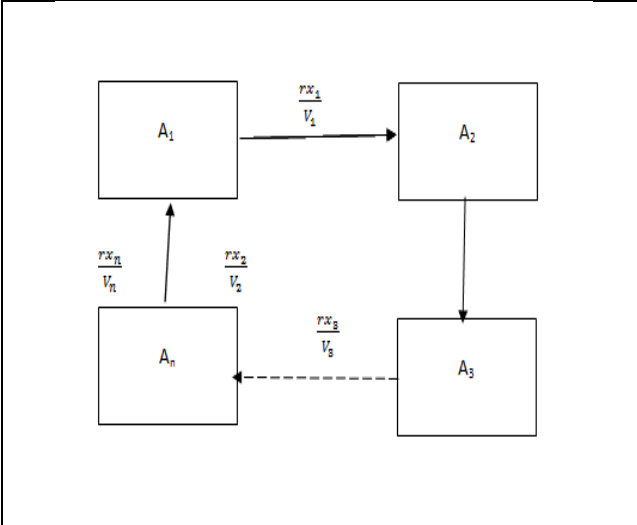 rx₁/V₁
A₁
A₂
rxₙ/Vₙ
rx₂/V₂
rx₃/V₃
Aₙ
A₃